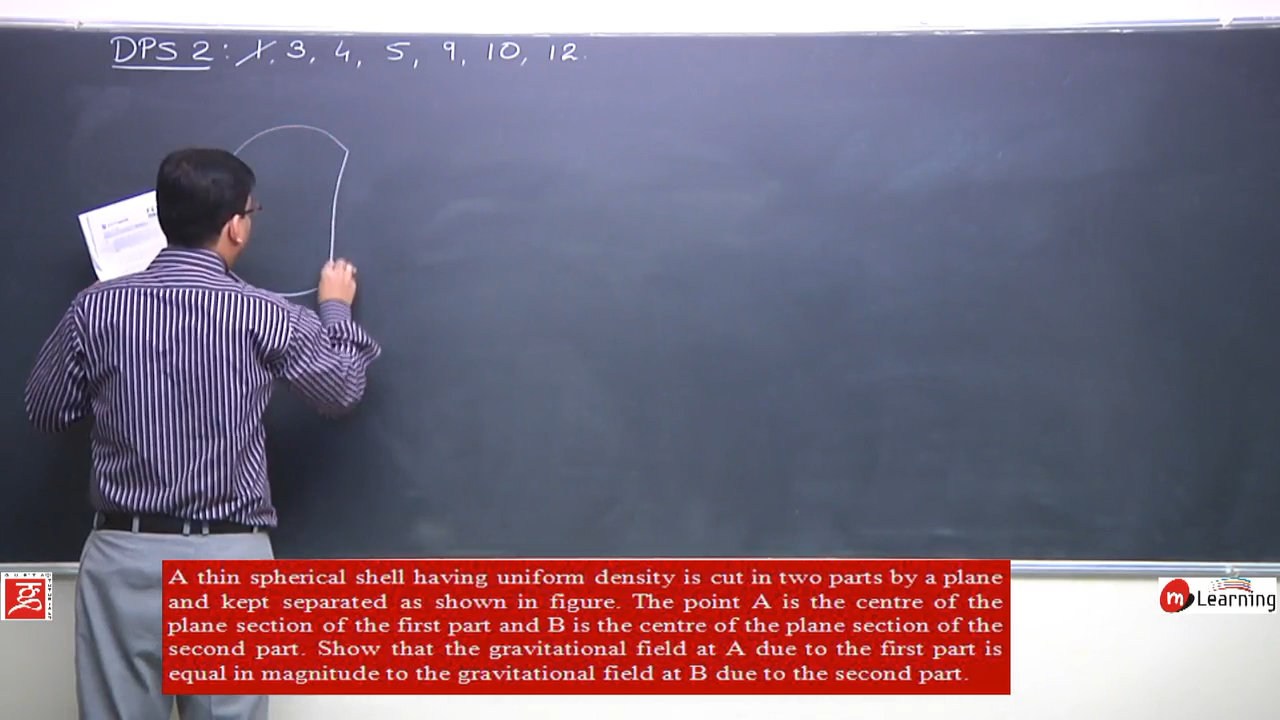 DPS 2 : 1, 3, 4, 5, 9, 10, 12.
A thin spherical shell having uniform density is cut in two parts by a plane
and kept separated as shown in figure. The point A is the centre of the
plane section of the first part and B is the centre of the plane section of the
second part. Show that the gravitational field at A due to the first part is
equal in magnitude to the gravitational field at B due to the second part.
m Learning